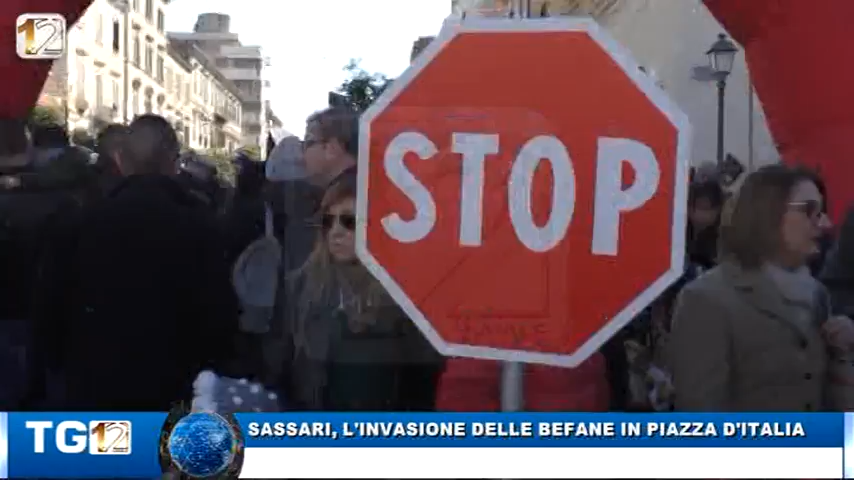 12
STOP
TG12
SASSARI, L'INVASIONE DELLE BEFANE IN PIAZZA D'ITALIA